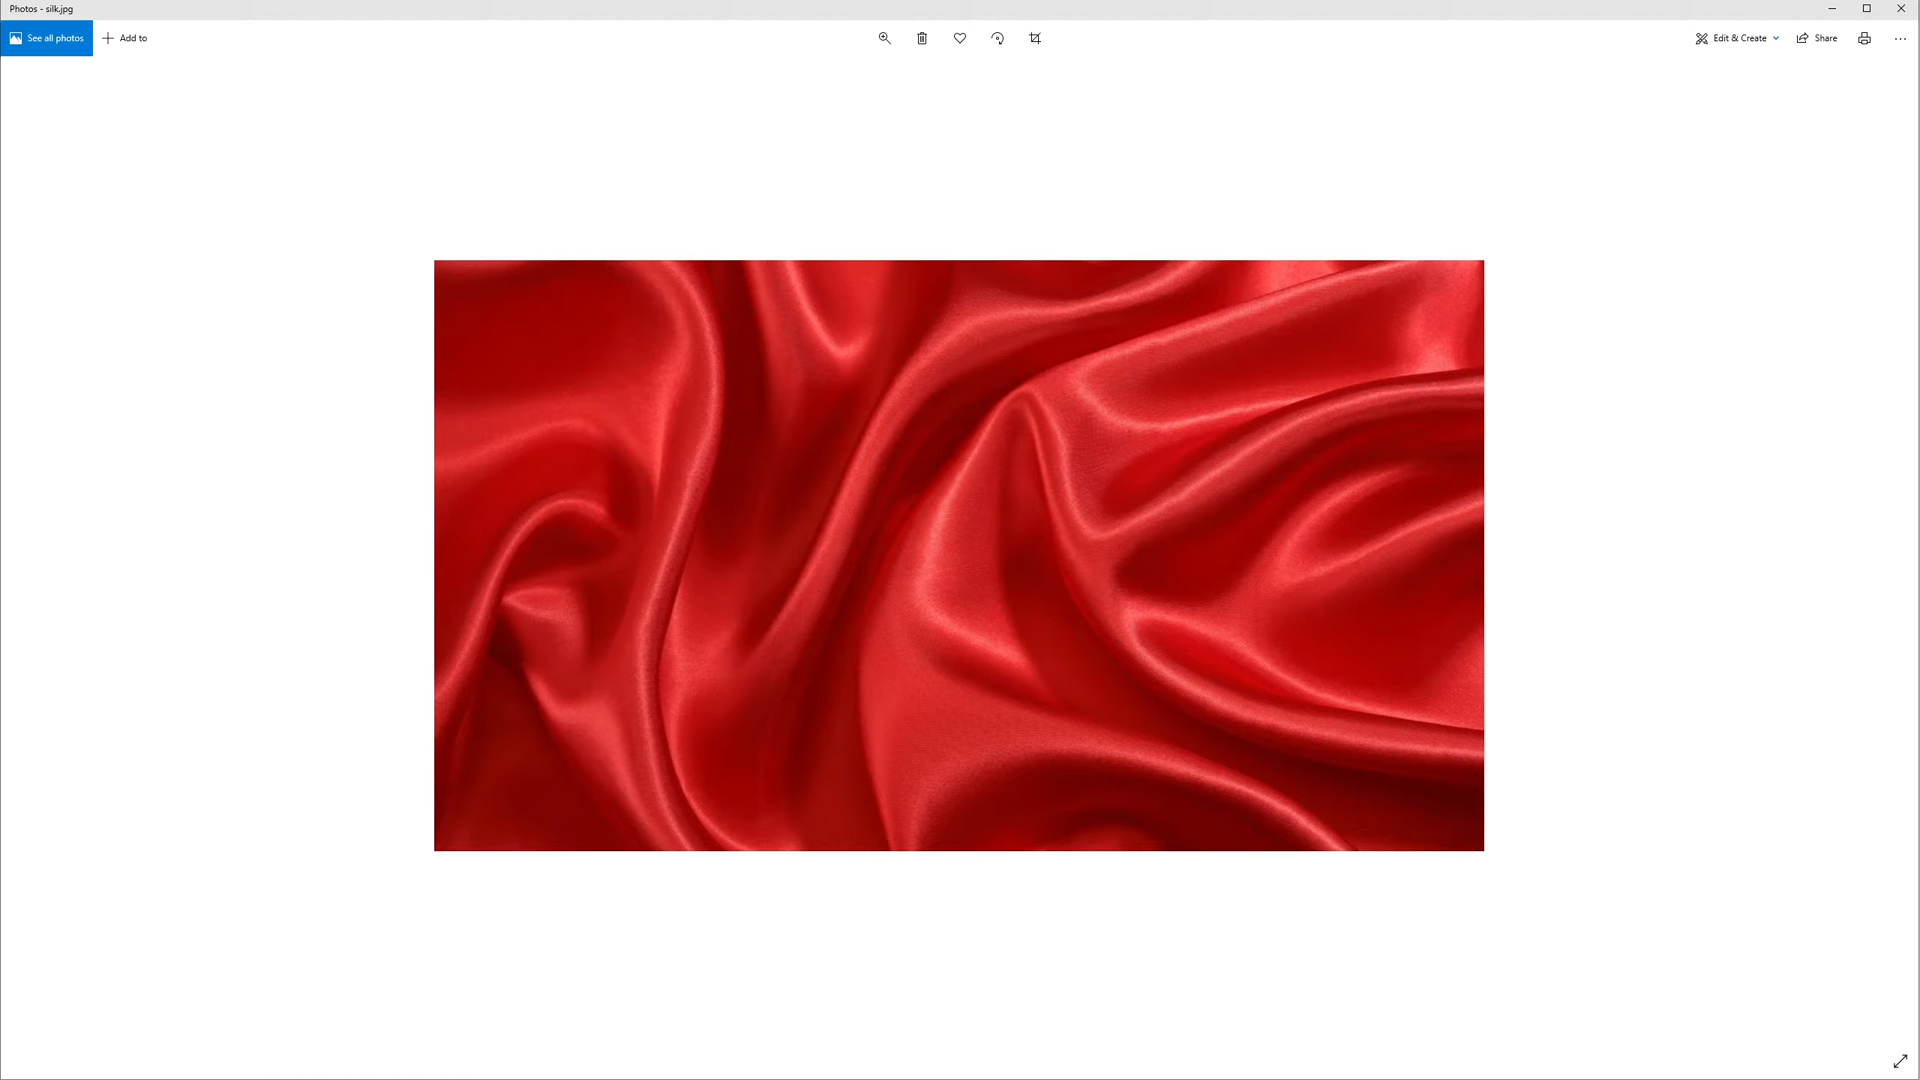 Photos - silk.jpg
See all photos
Add to
Edit & Create
Share